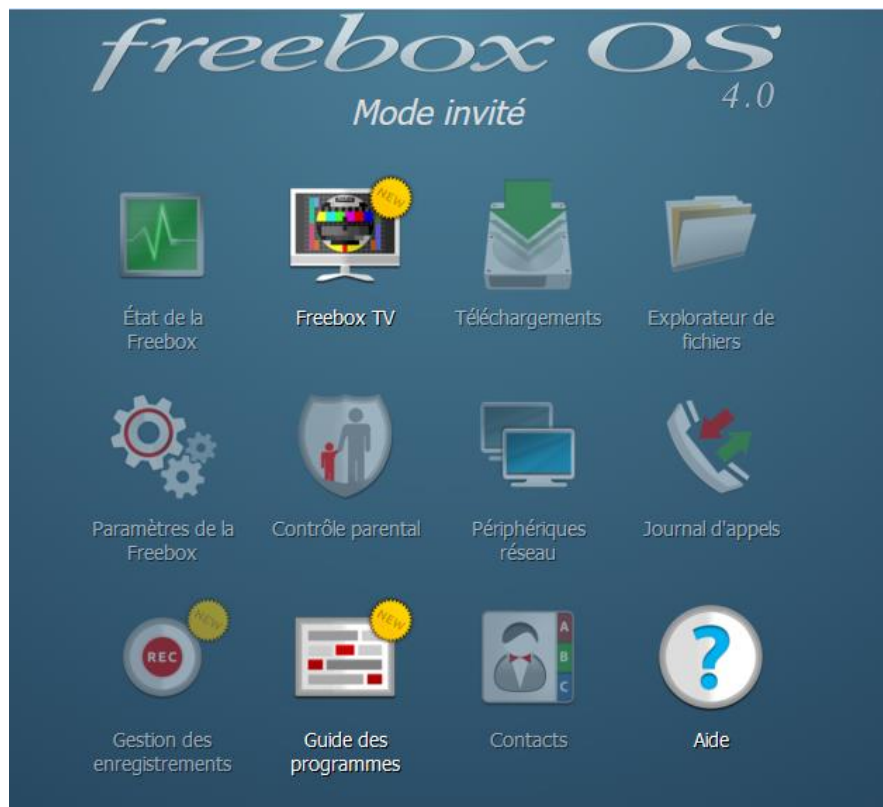 freebox OS
4.0
Mode invité
NEW
État de la
Freebox
Freebox TV
Téléchargements
Explorateur de
fichiers
Paramètres de la
Freebox
Contrôle parental
Périphériques
réseau
Journal d'appels
NEW
REC
NEW
A
B
C
?
Gestion des
enregistrements
Guide des
programmes
Contacts
Aide